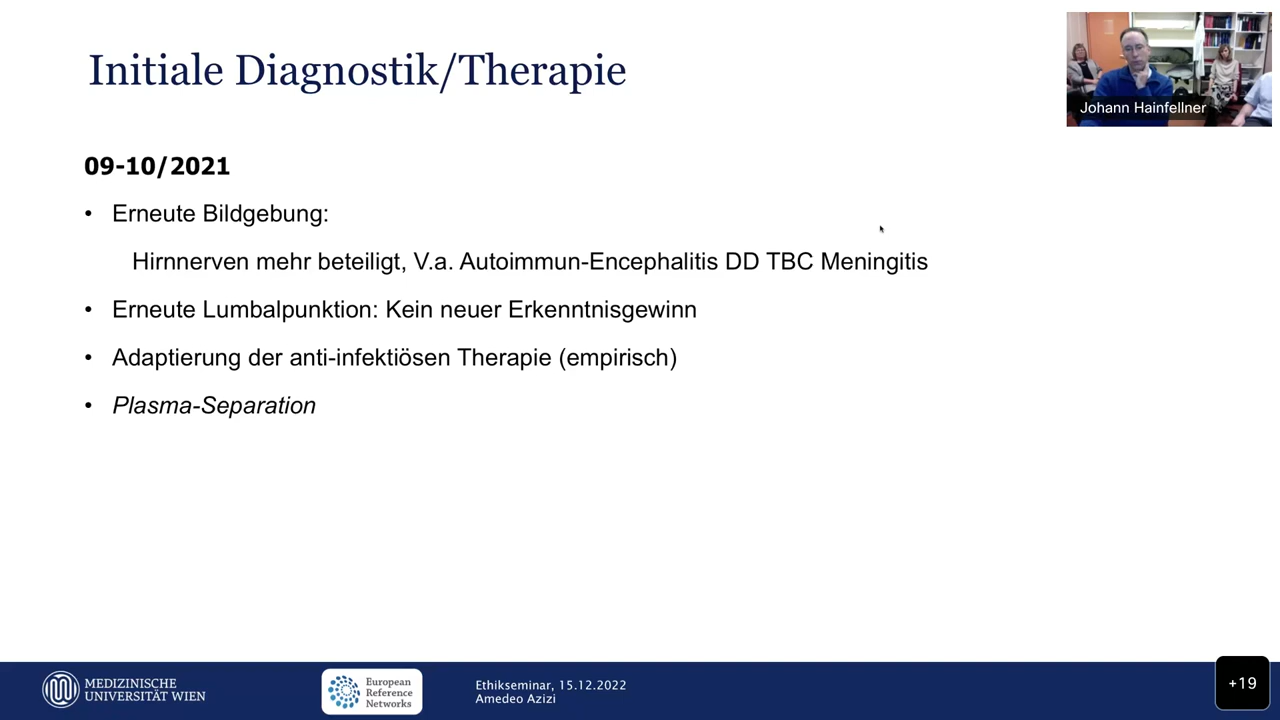 Initiale Diagnostik/Therapie
Johann Hainfellner
09-10/2021
• Erneute Bildgebung:
Hirnnerven mehr beteiligt, V.a. Autoimmun-Encephalitis DD TBC Meningitis
• Erneute Lumbalpunktion: Kein neuer Erkenntnisgewinn
• Adaptierung der anti-infektiösen Therapie (empirisch)
• Plasma-Separation
MEDIZINISCHE
UNIVERSITÄT WIEN
European
Reference
Networks
Ethikseminar, 15.12.2022
Amedeo Azizi
+19